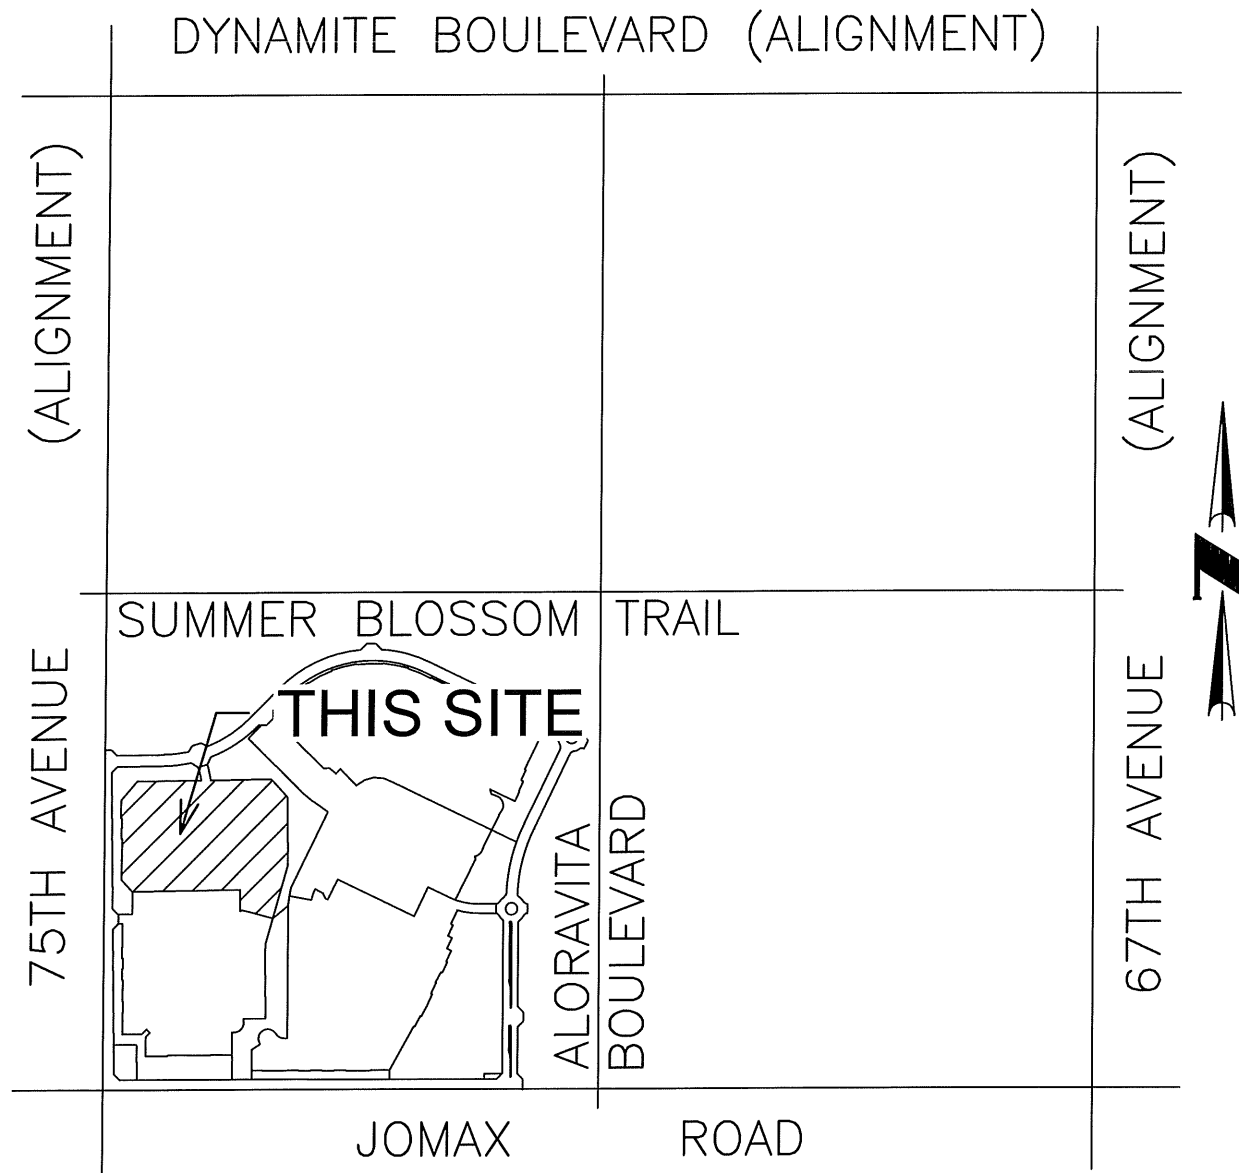 DYNAMITE BOULEVARD (ALIGNMENT)
75TH AVENUE (ALIGNMENT)
67TH AVENUE (ALIGNMENT)
N
SUMMER BLOSSOM TRAIL
THIS SITE
ALORAVITA
BOULEVARD
JOMAX ROAD